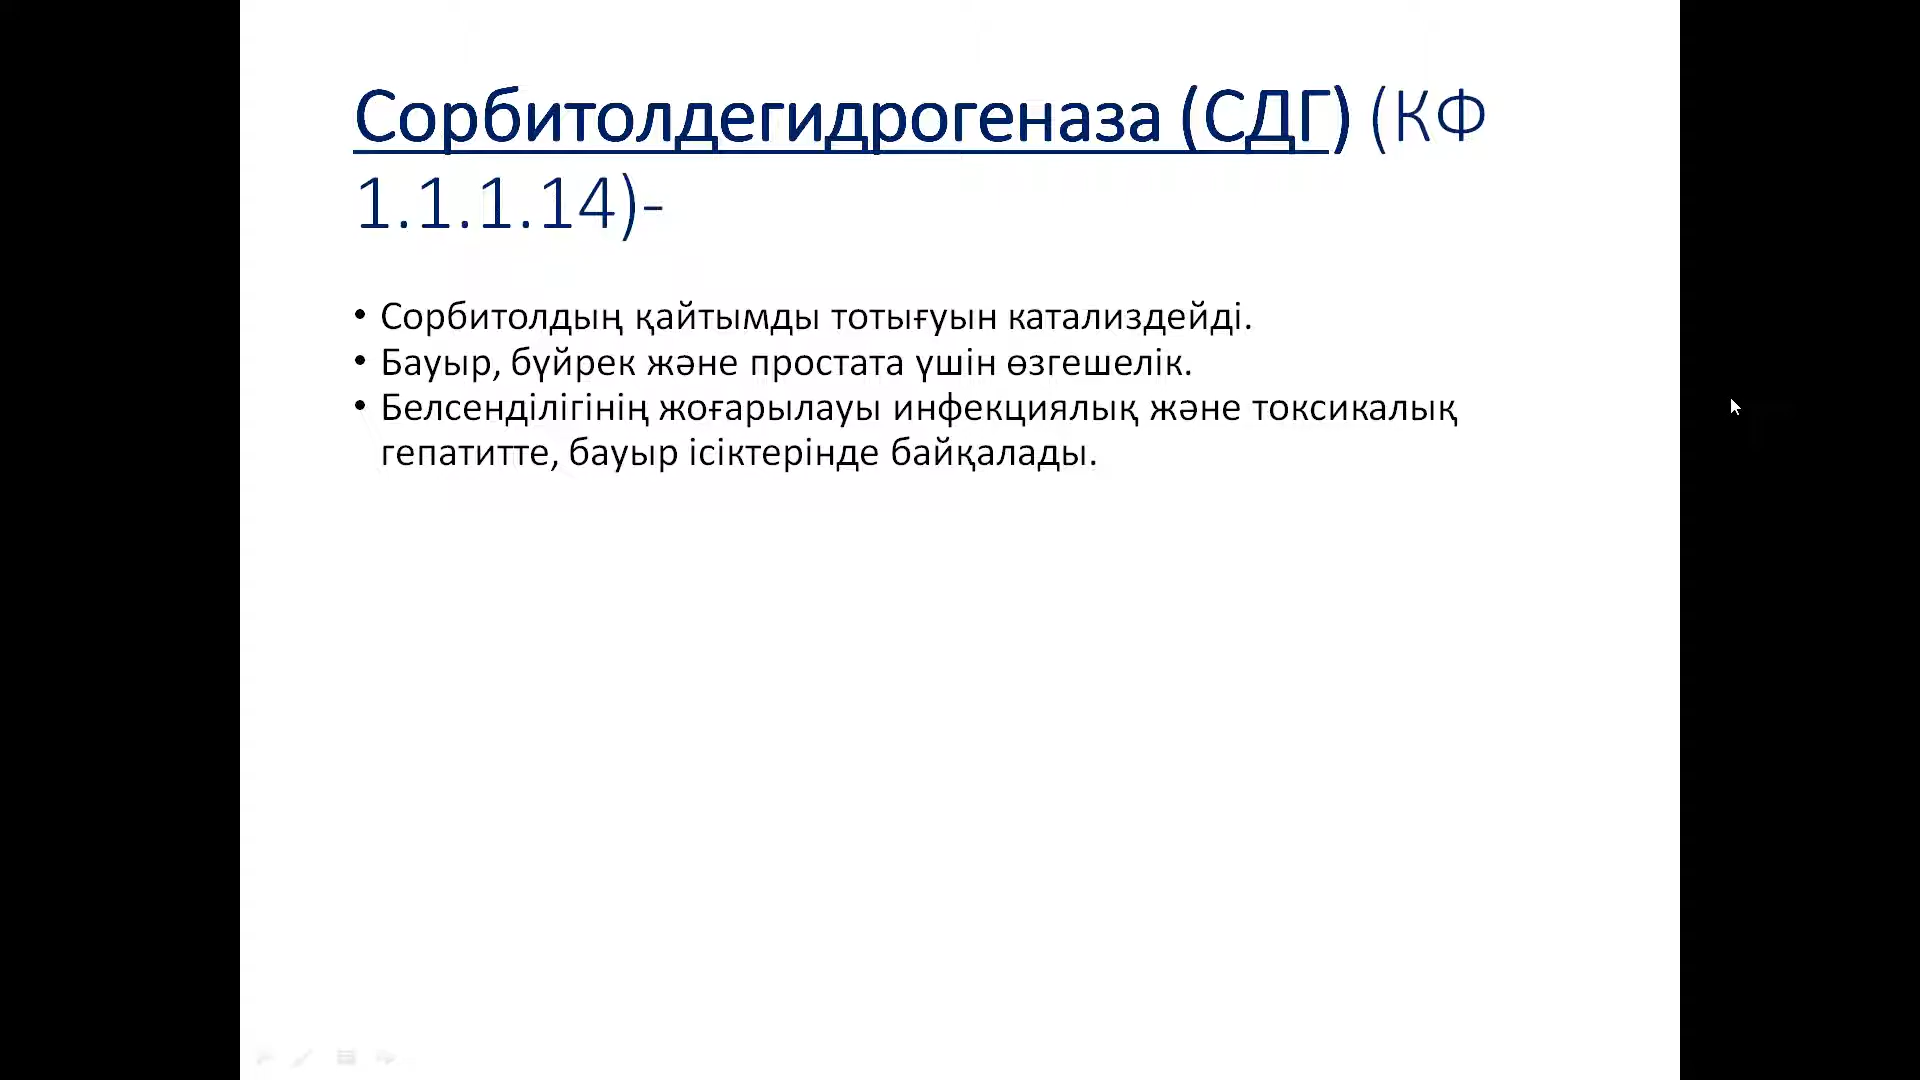 Сорбитолдегидрогеназа (СДГ) (КФ
1.1.1.14)-
• Сорбитолдың қайтымды тотығуын катализдейді.
• Бауыр, бүйрек және простата үшін өзгешелік.
• Белсенділігінің жоғарылауы инфекциялық және токсикалық
гепатитте, бауыр ісіктерінде байқалады.